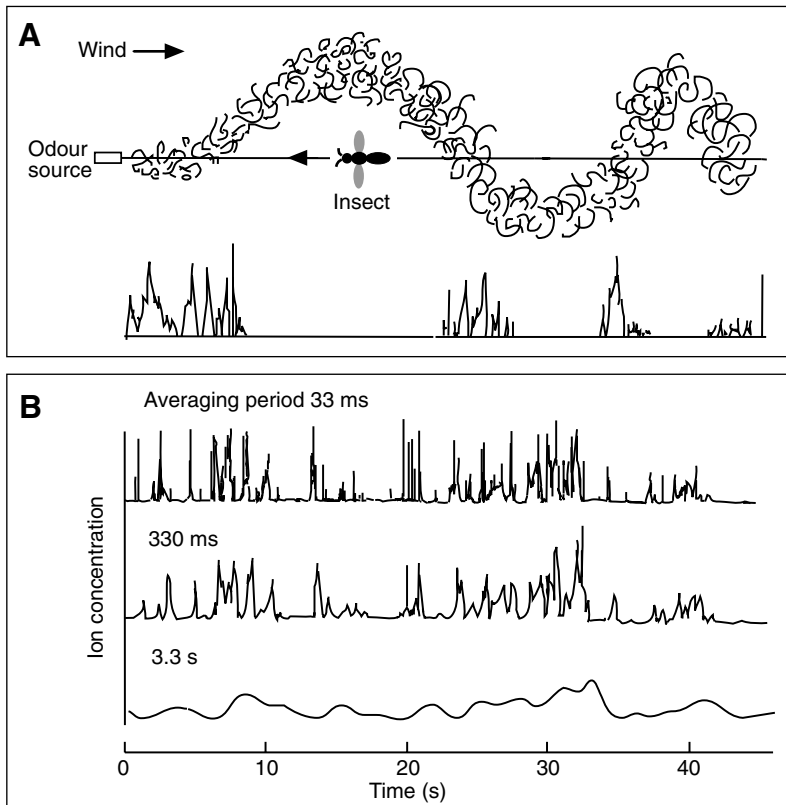 A
Wind
Odour
source
Insect
B
Averaging period 33 ms
330 ms
3.3 s
Ion concentration
0 10 20 30 40
Time (s)